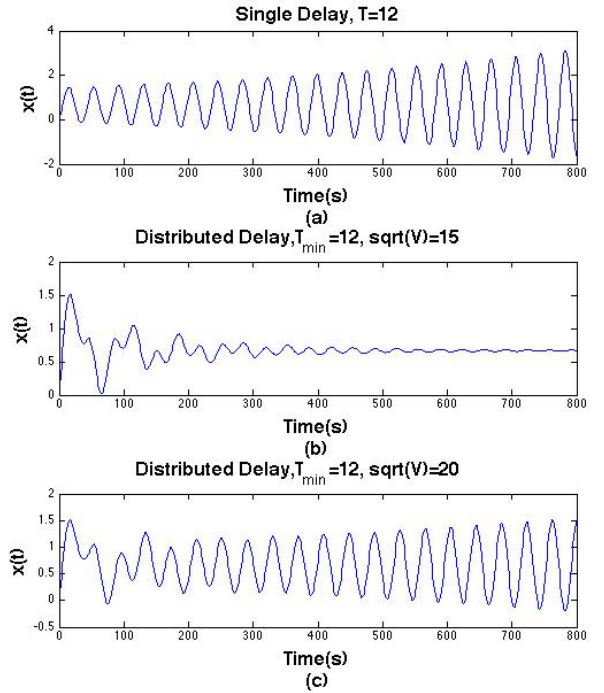 Single Delay, T=12
4
2
0
-2
x(t)
0 100 200 300 400 500 600 700 800
Time(s)
(a)
Distributed Delay,Tmin=12, sqrt(V)=15
2
1.5
1
0.5
0
x(t)
0 100 200 300 400 500 600 700 800
Time(s)
(b)
Distributed Delay,Tmin=12, sqrt(V)=20
2
1.5
1
0.5
0
-0.5
x(t)
0 100 200 300 400 500 600 700 800
Time(s)
(c)